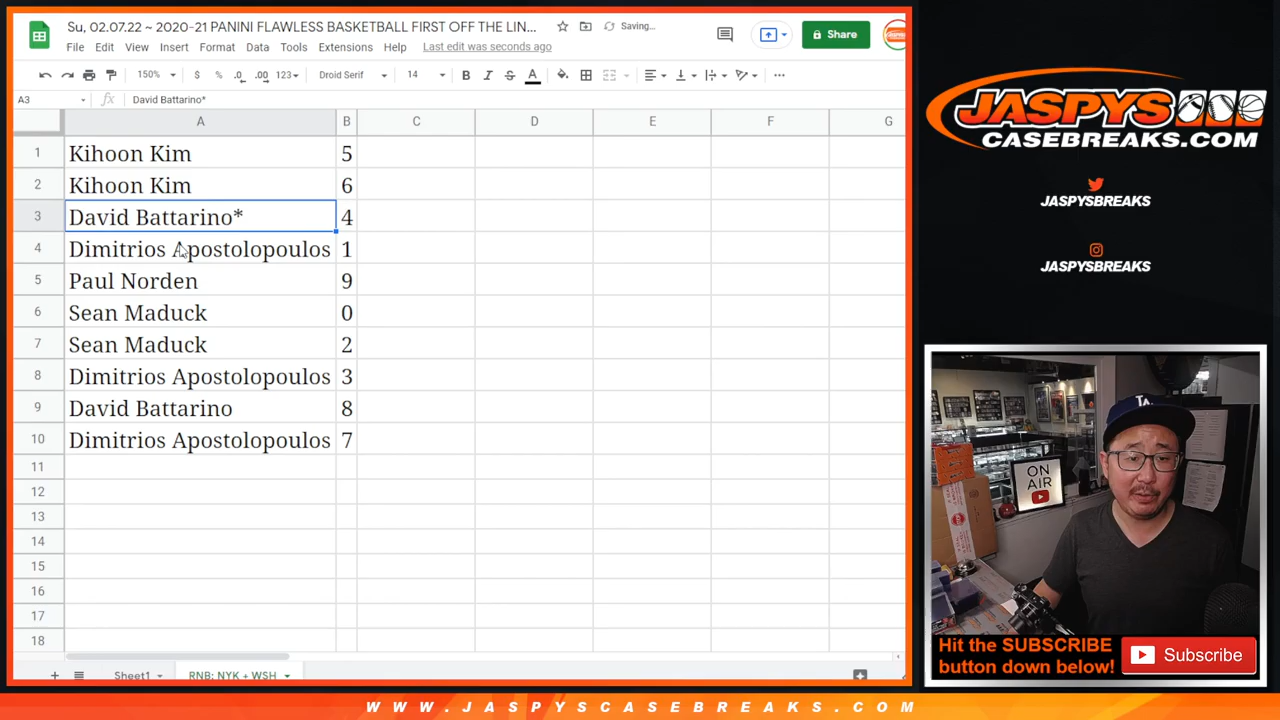 Su, 02.07.22 ~ 2020-21 PANINI FLAWLESS BASKETBALL FIRST OFF THE LIN...
Saving...
Share
File Edit View Insert Format Data Tools Extensions Help Last edit was seconds ago
150% $ % .0 .00 123 Droid Serif 14 B I S A
A3 fx David Battarino*
A B C D E F G
1 Kihoon Kim 5
2 Kihoon Kim 6
3 David Battarino* 4
4 Dimitrios Apostolopoulos 1
5 Paul Norden 9
6 Sean Maduck 0
7 Sean Maduck 2
8 Dimitrios Apostolopoulos 3
9 David Battarino 8
10 Dimitrios Apostolopoulos 7
11
12
13
14
15
16
17
18
+ Sheet1 RNB: NYK + WSH
JASPYS
CASEBREAKS.COM
JASPYSBREAKS
JASPYSBREAKS
LA
ON
AIR
Hit the SUBSCRIBE
button down below!
Subscribe
WWW.JASPYSCASEBREAKS.COM